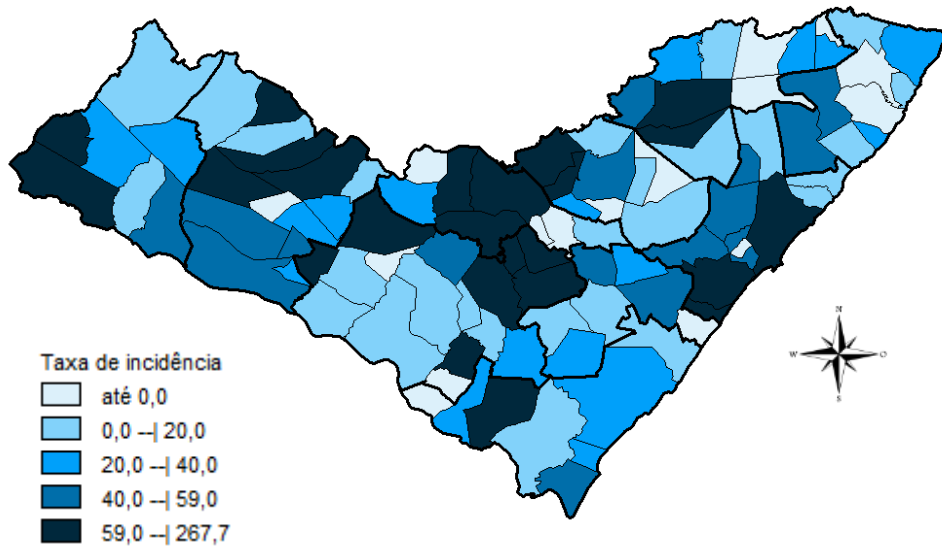 N
W
O
S
Taxa de incidência
até 0,0
0,0 --| 20,0
20,0 --| 40,0
40,0 --| 59,0
59,0 --| 267,7